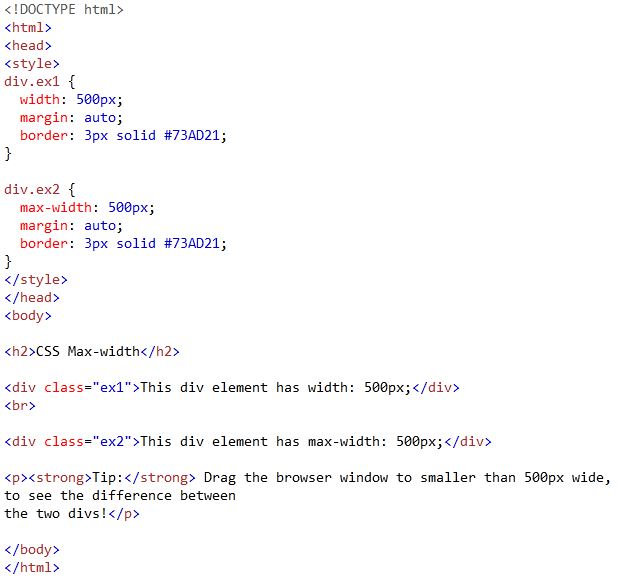 <!DOCTYPE html>
<html>
<head>
<style>
div.ex1 {
  width: 500px;
  margin: auto;
  border: 3px solid #73AD21;
}

div.ex2 {
  max-width: 500px;
  margin: auto;
  border: 3px solid #73AD21;
}
</style>
</head>
<body>

<h2>CSS Max-width</h2>

<div class="ex1">This div element has width: 500px;</div>
<br>

<div class="ex2">This div element has max-width: 500px;</div>

<p><strong>Tip:</strong> Drag the browser window to smaller than 500px wide,
to see the difference between
the two divs!</p>

</body>
</html>